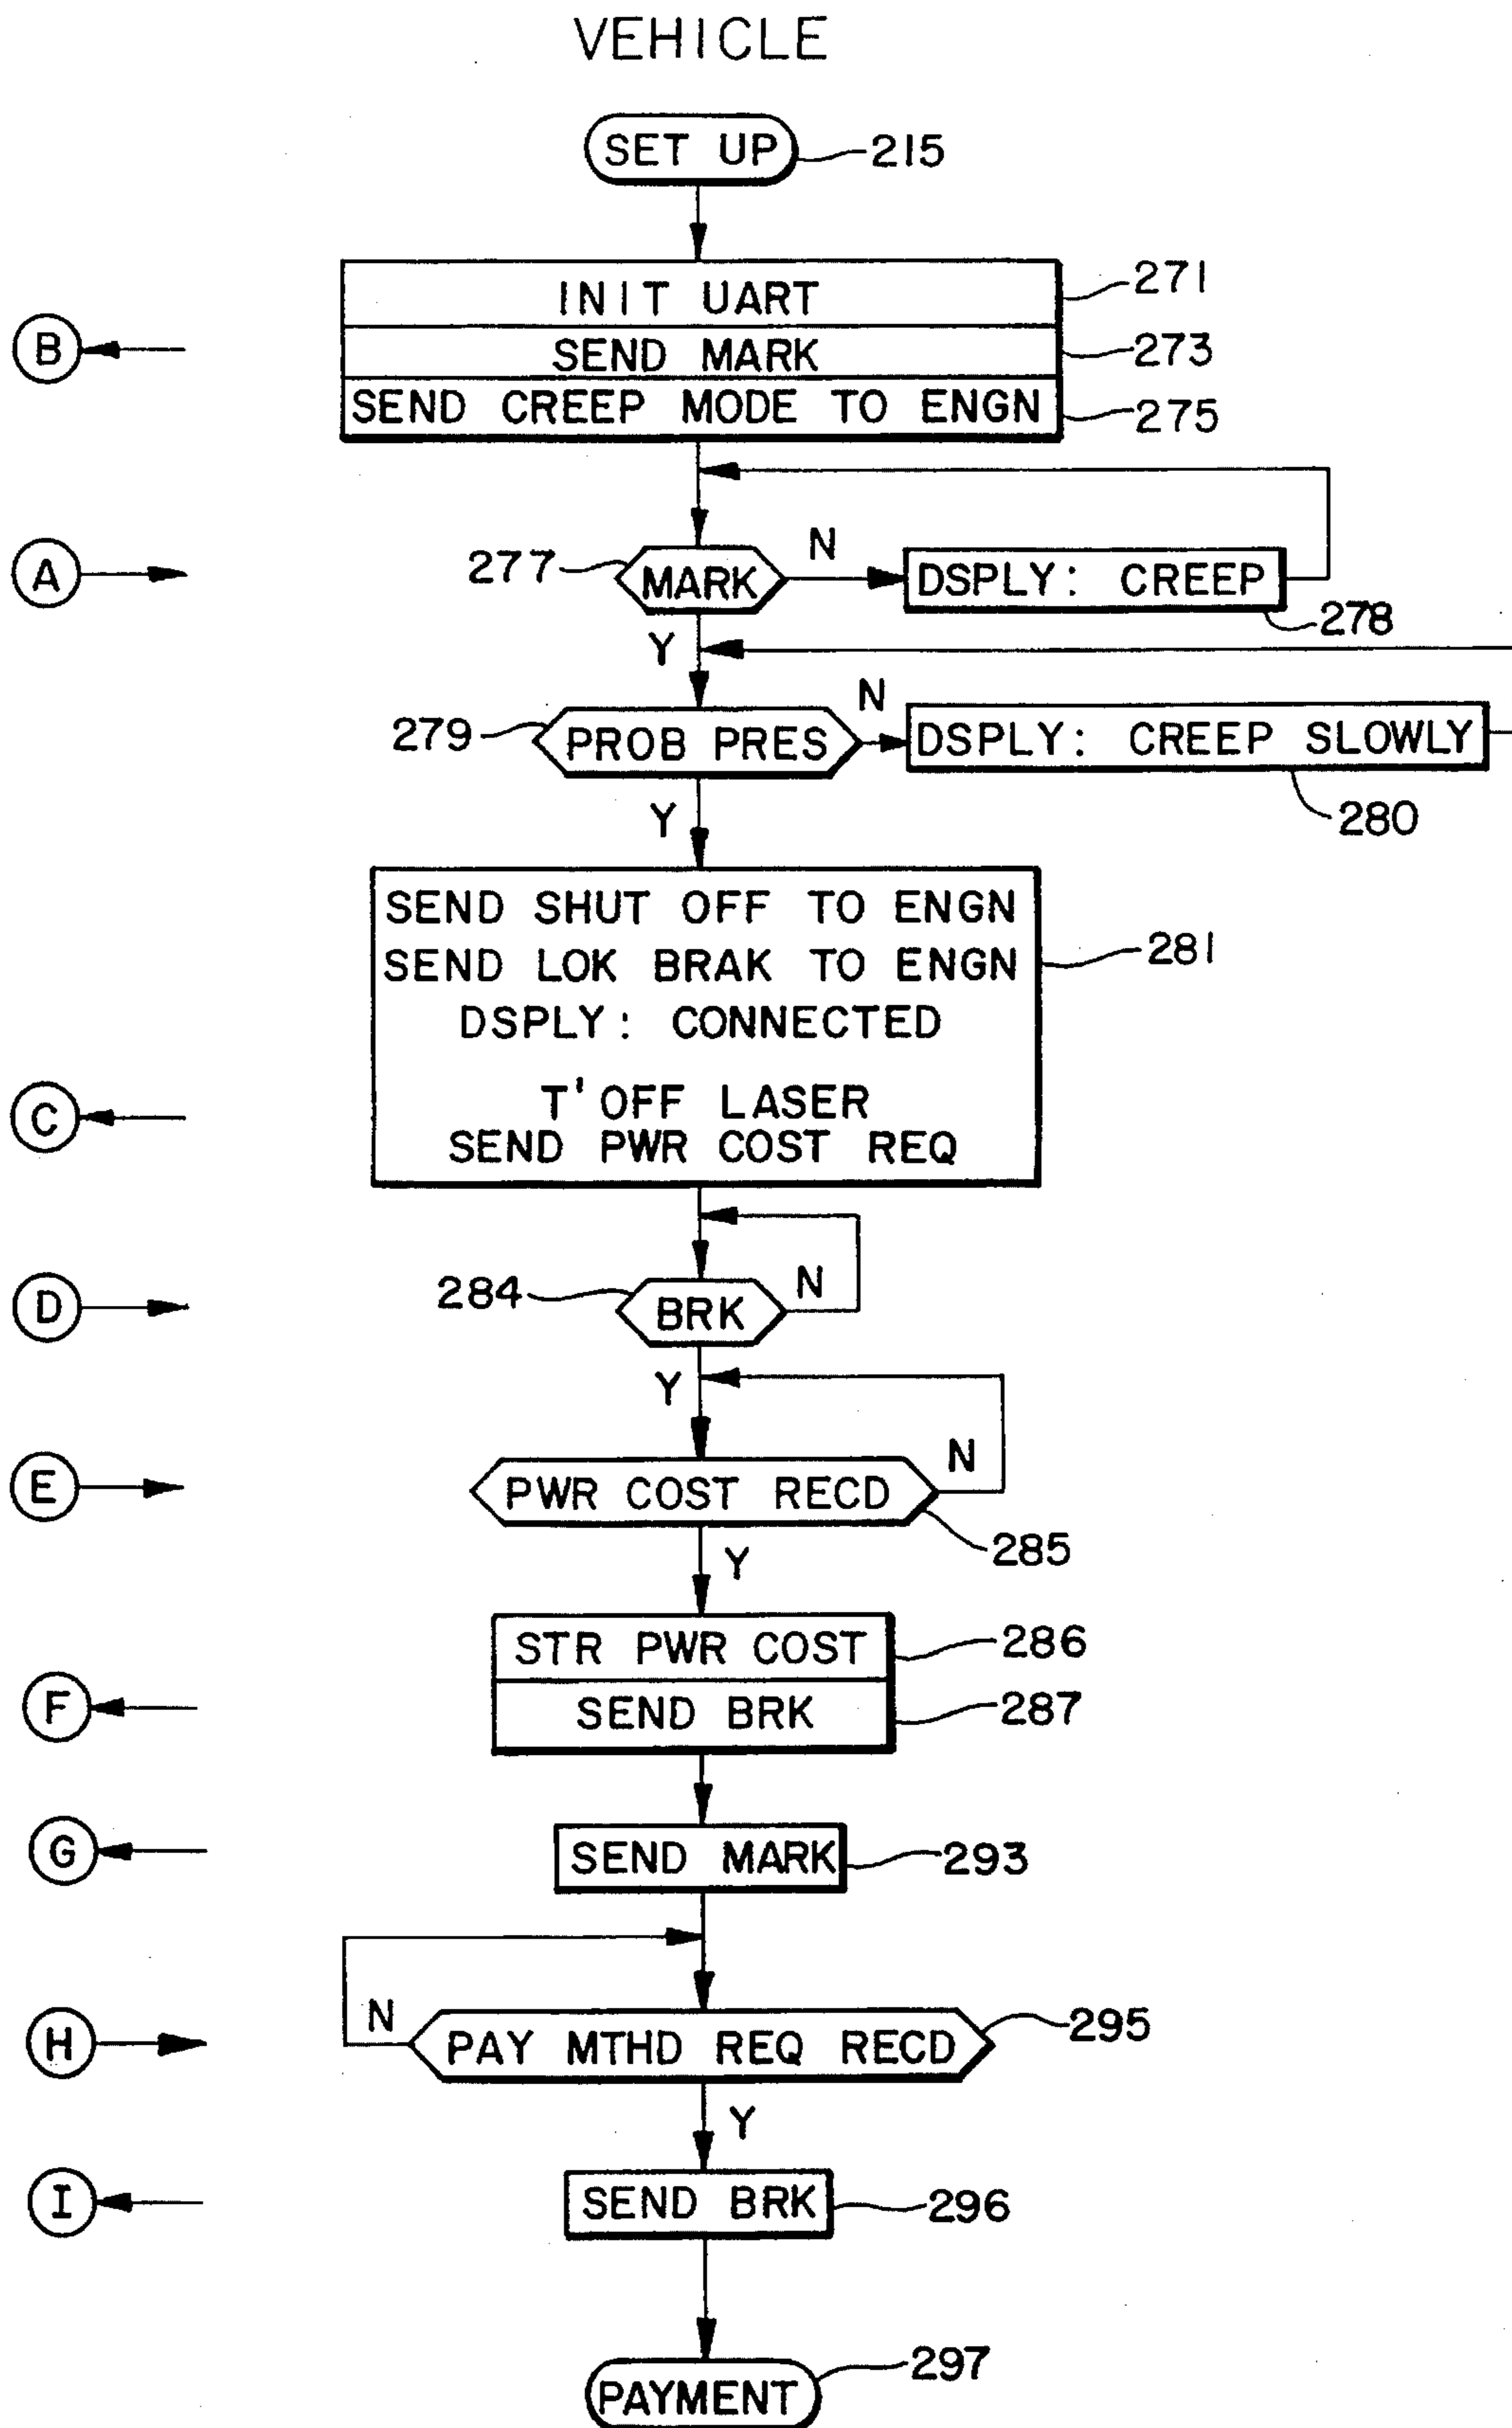 VEHICLE
SET UP 215
INIT UART 271
B SEND MARK 273
SEND CREEP MODE TO ENGN 275
A 277 MARK N DSPLY: CREEP
278
Y
279 PROB PRES N DSPLY: CREEP SLOWLY
280
Y
SEND SHUT OFF TO ENGN
SEND LOK BRAK TO ENGN 281
DSPLY: CONNECTED
C T'OFF LASER
SEND PWR COST REQ
D 284 BRK N
Y
E PWR COST RECD N
285
Y
STR PWR COST 286
F SEND BRK 287
G SEND MARK 293
H N PAY MTHD REQ RECD 295
Y
I SEND BRK 296
PAYMENT 297